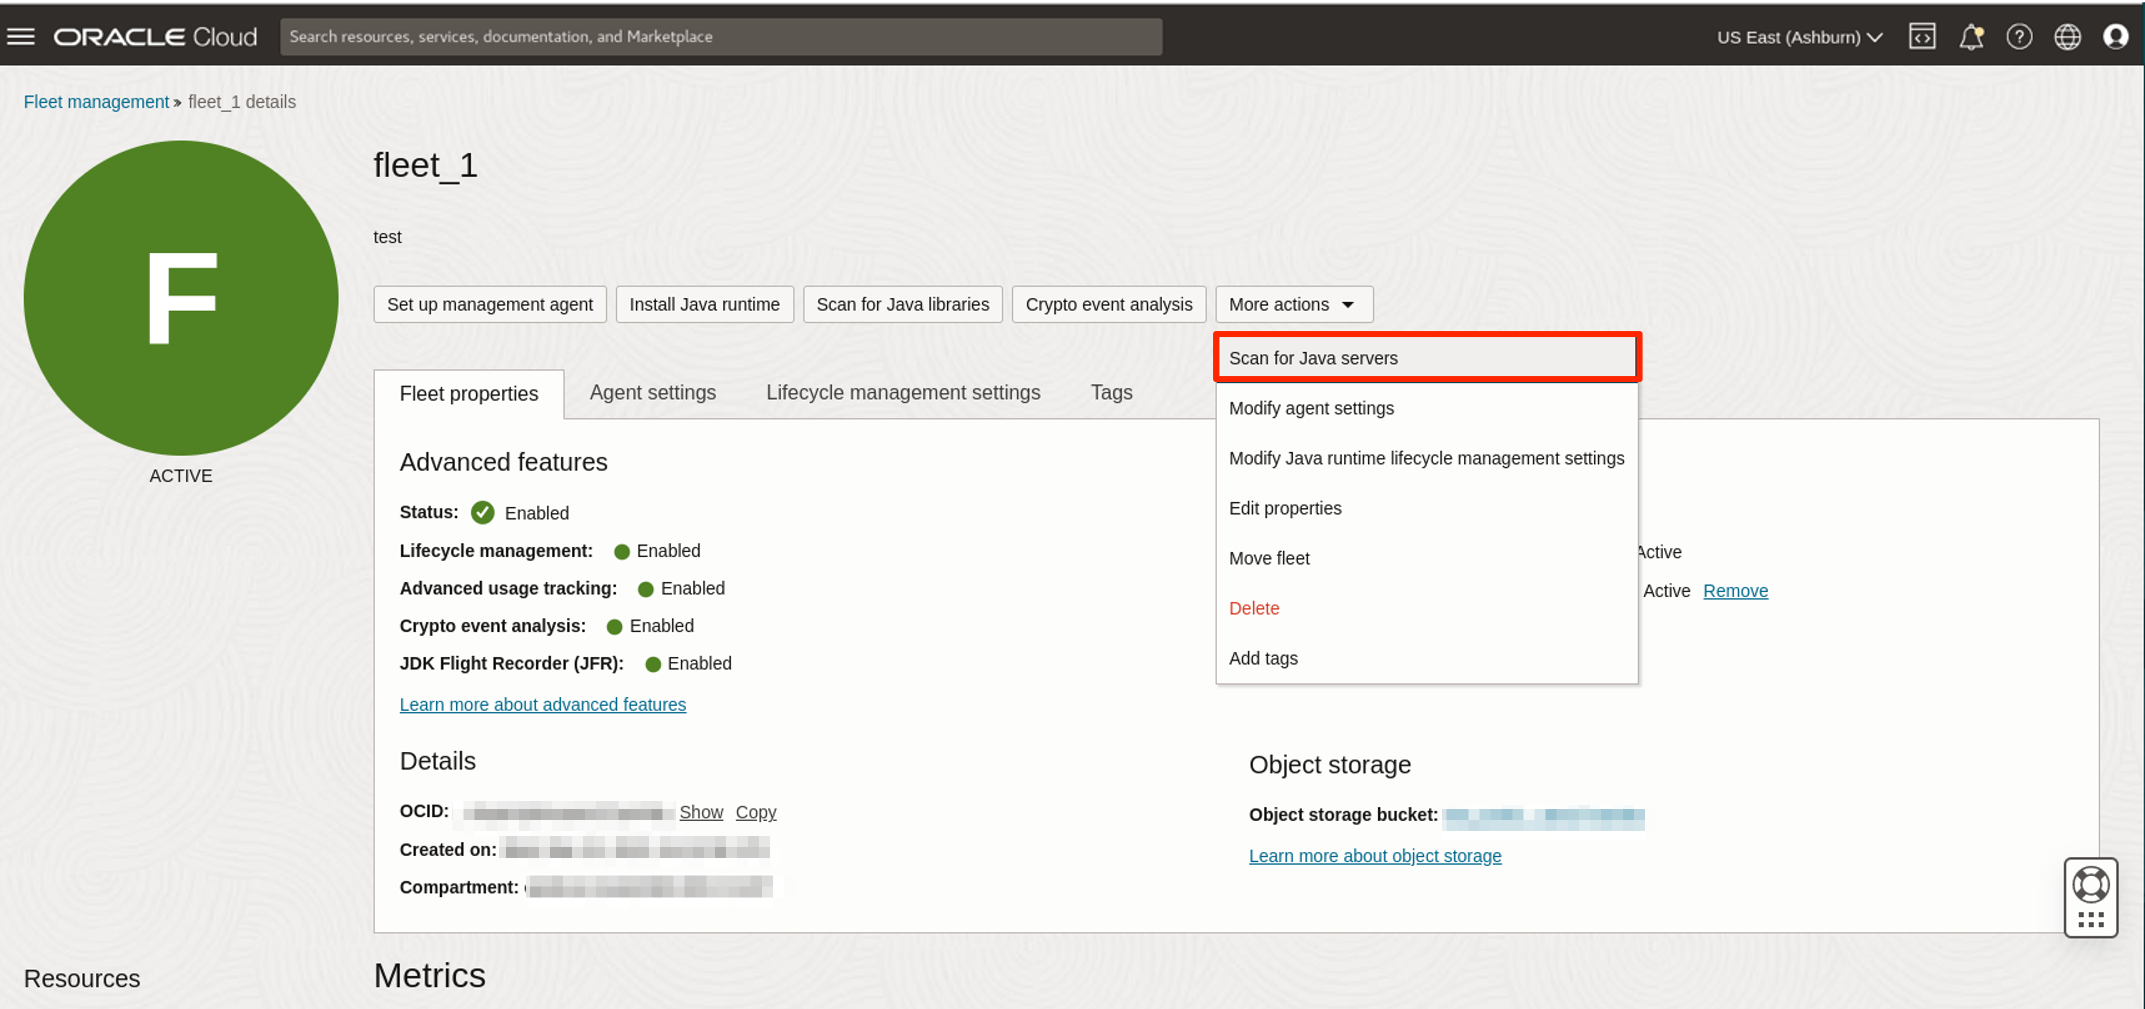 ORACLE Cloud
Search resources, services, documentation, and Marketplace
US East (Ashburn)
Fleet management » fleet_1 details
F
ACTIVE
fleet_1
test
Set up management agent
Install Java runtime
Scan for Java libraries
Crypto event analysis
More actions
Scan for Java servers
Modify agent settings
Modify Java runtime lifecycle management settings
Edit properties
Move fleet
Delete
Add tags
Fleet properties
Agent settings
Lifecycle management settings
Tags
Advanced features
Status: Enabled
Lifecycle management: Enabled
Advanced usage tracking: Enabled
Crypto event analysis: Enabled
JDK Flight Recorder (JFR): Enabled
Learn more about advanced features
Active
Active Remove
Details
OCID: Show Copy
Created on:
Compartment:
Object storage
Object storage bucket:
Learn more about object storage
Resources
Metrics